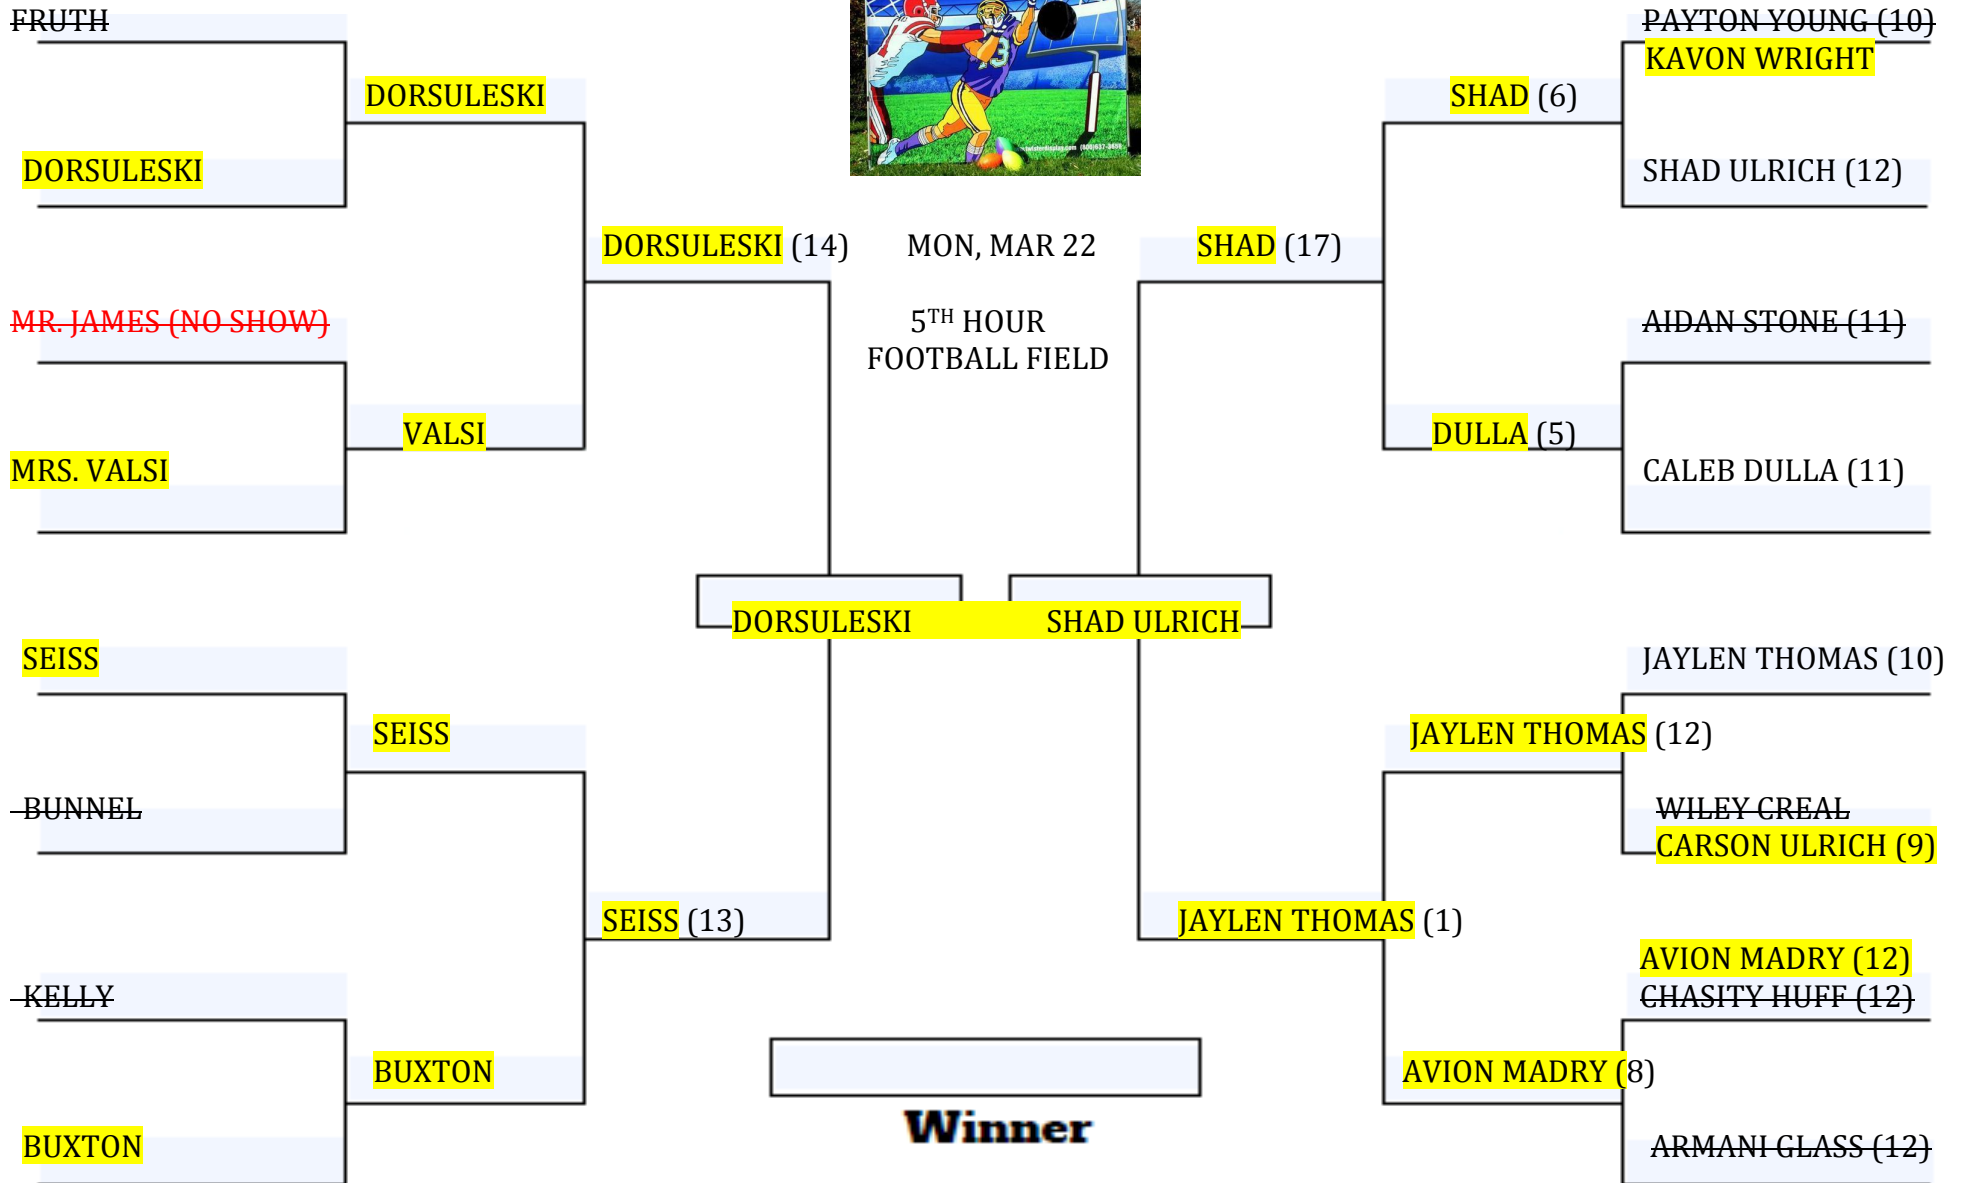 FRUTH
PAYTON YOUNG (10)
KAVON WRIGHT
DORSULESKI
SHAD (6)
DORSULESKI
SHAD ULRICH (12)
DORSULESKI (14)
MON, MAR 22
SHAD (17)
MR. JAMES (NO SHOW)
5TH HOUR
AIDAN STONE (11)
FOOTBALL FIELD
VALSI
DULLA (5)
MRS. VALSI
CALEB DULLA (11)
DORSULESKI
SHAD ULRICH
SEISS
JAYLEN THOMAS (10)
SEISS
JAYLEN THOMAS (12)
BUNNEL
WILEY CREAL
CARSON ULRICH (9)
SEISS (13)
JAYLEN THOMAS (1)
AVION MADRY (12)
KELLY
CHASITY HUFF (12)
BUXTON
AVION MADRY (8)
Winner
BUXTON
ARMANI GLASS (12)